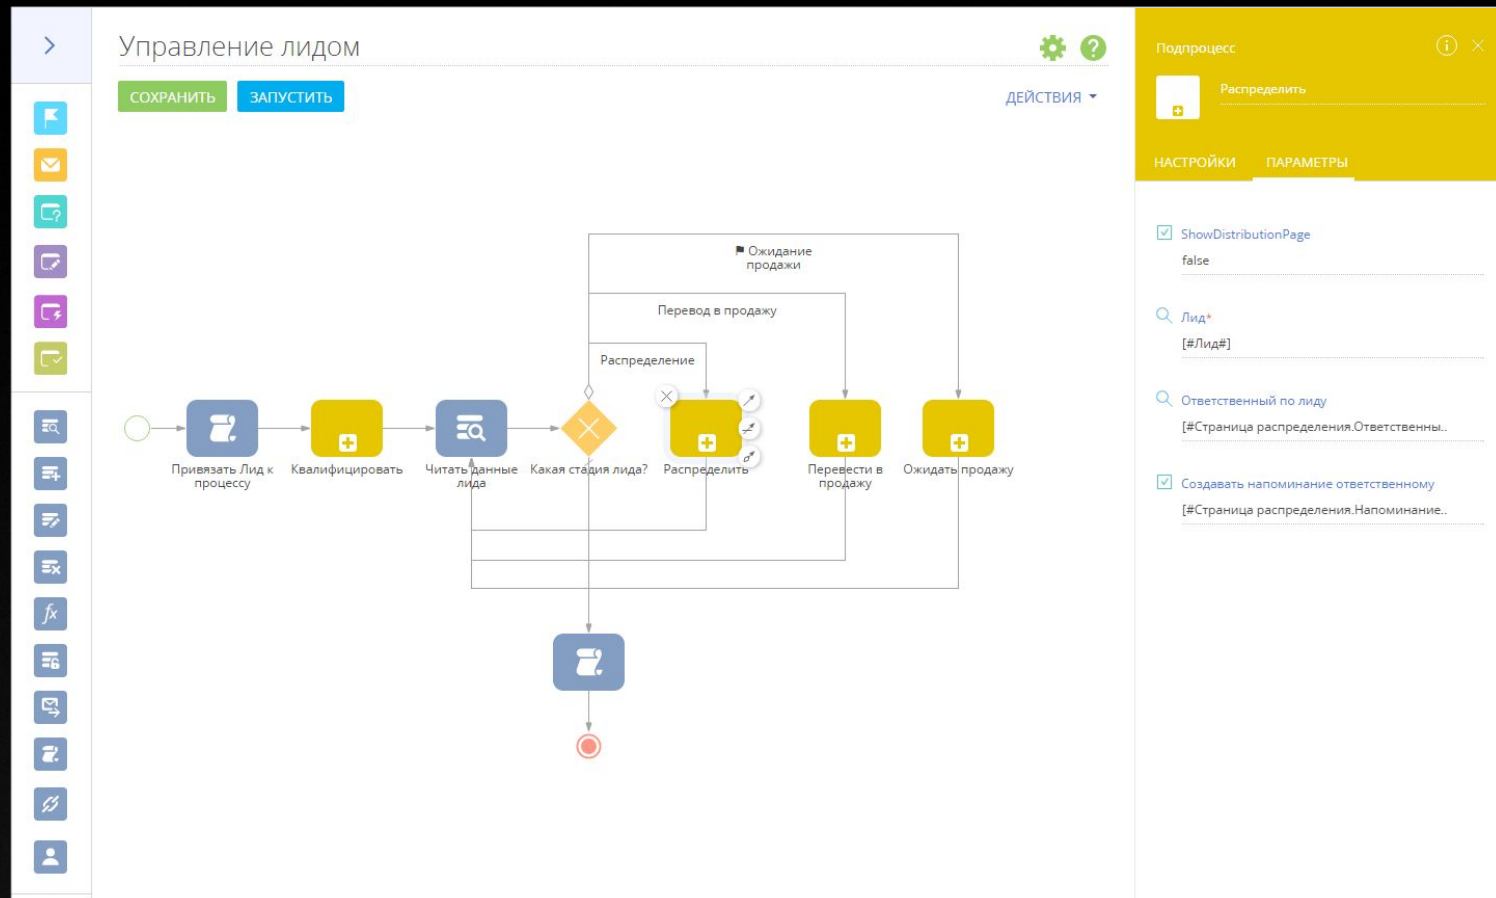 Управление лидом
?
СОХРАНИТЬ
ЗАПУСТИТЬ
ДЕЙСТВИЯ
Ожидание
продажи
Перевод в продажу
Распределение
Привязать Лид к
процессу
Квалифицировать
Читать данные
лида
Какая стадия лида?
Распределить
Перевести в
продажу
Ожидать продажу
fx
Подпроцесс
i
Распределить
НАСТРОЙКИ
ПАРАМЕТРЫ
ShowDistributionPage
false
Лид*
[#Лид#]
Ответственный по лиду
[#Страница распределения.Ответственны..
Создавать напоминание ответственному
[#Страница распределения.Напоминание..